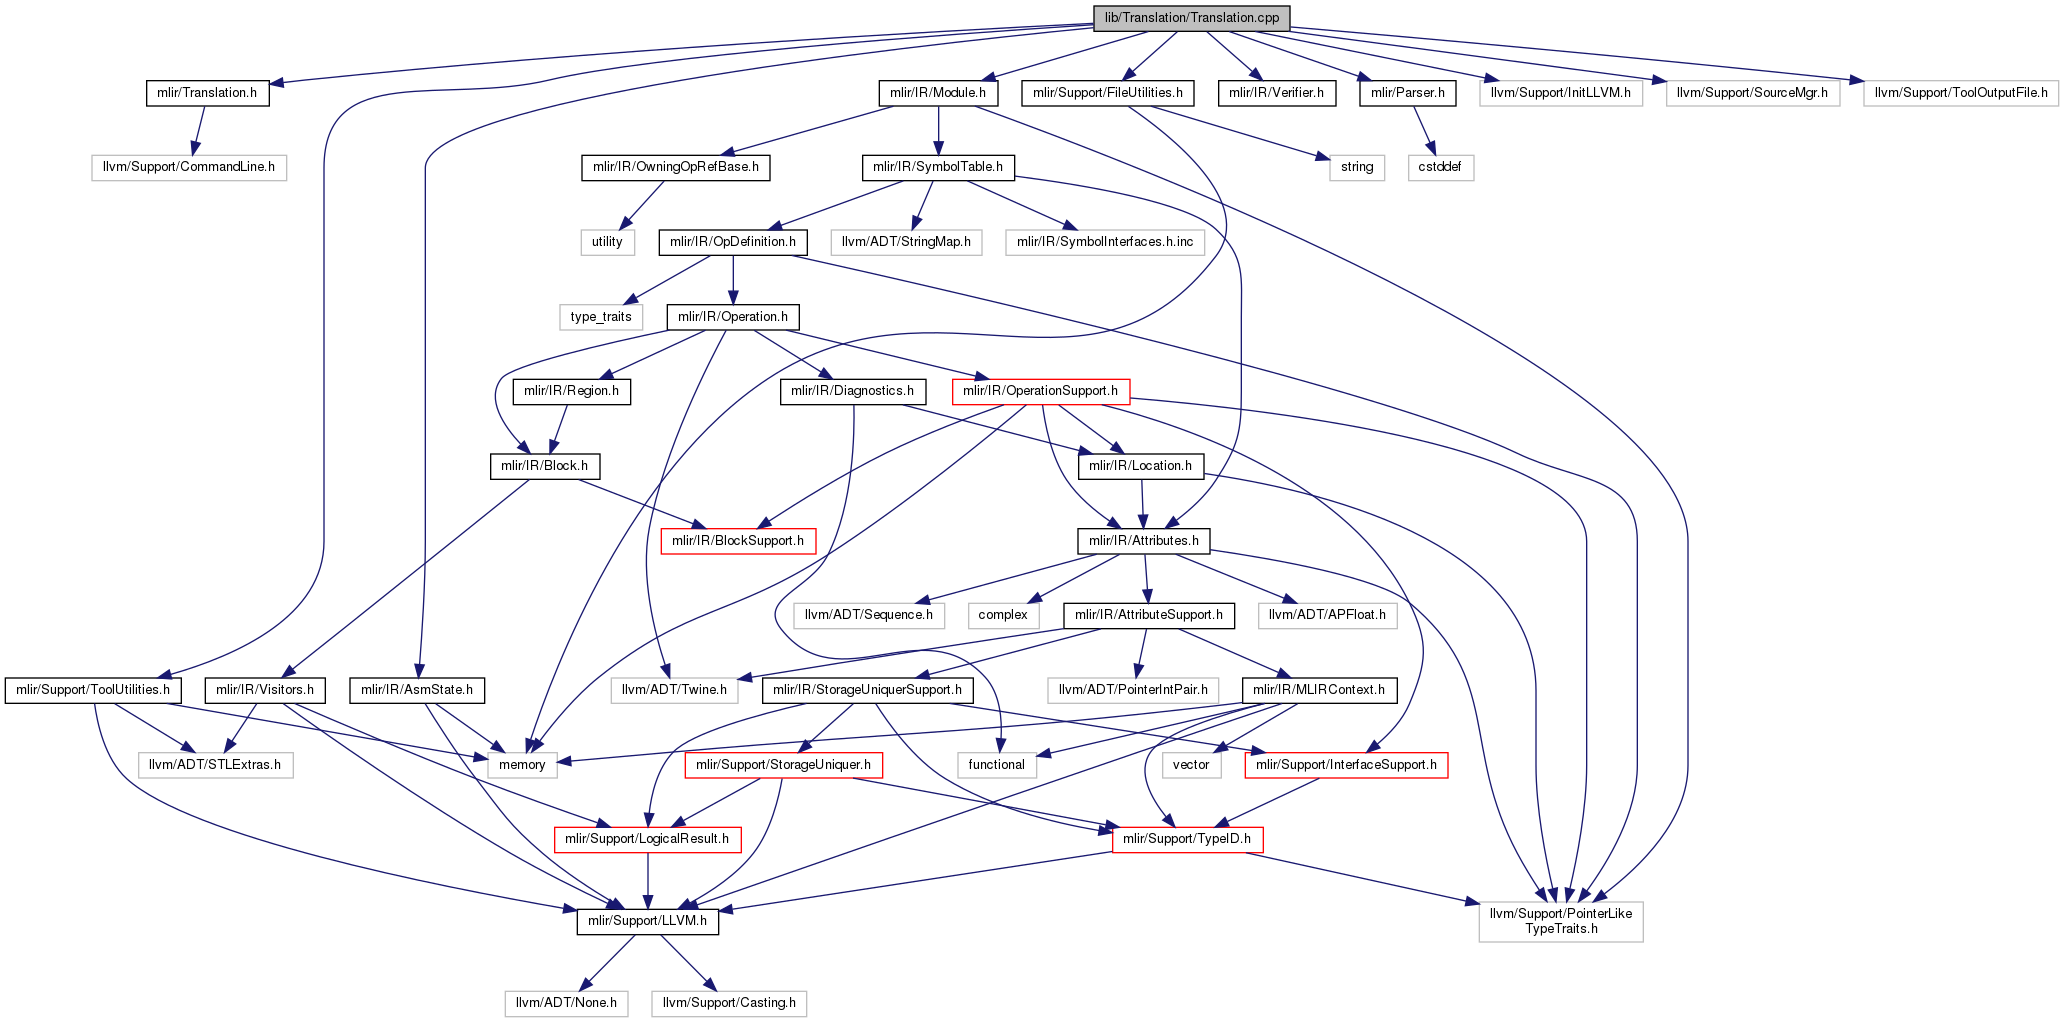 lib/Translation/Translation.cpp
mlir/Translation.h
mlir/IR/Module.h
mlir/Support/FileUtilities.h
mlir/IR/Verifier.h
mlir/Parser.h
llvm/Support/InitLLVM.h
llvm/Support/SourceMgr.h
llvm/Support/ToolOutputFile.h
llvm/Support/CommandLine.h
mlir/IR/OwningOpRefBase.h
mlir/IR/SymbolTable.h
string
cstddef
utility
mlir/IR/OpDefinition.h
llvm/ADT/StringMap.h
mlir/IR/SymbolInterfaces.h.inc
type_traits
mlir/IR/Operation.h
mlir/IR/Region.h
mlir/IR/Diagnostics.h
mlir/IR/OperationSupport.h
mlir/IR/Block.h
mlir/IR/Location.h
mlir/IR/BlockSupport.h
mlir/IR/Attributes.h
llvm/ADT/Sequence.h
complex
mlir/IR/AttributeSupport.h
llvm/ADT/APFloat.h
mlir/Support/ToolUtilities.h
mlir/IR/Visitors.h
mlir/IR/AsmState.h
llvm/ADT/Twine.h
mlir/IR/StorageUniquerSupport.h
llvm/ADT/PointerIntPair.h
mlir/IR/MLIRContext.h
llvm/ADT/STLExtras.h
memory
mlir/Support/StorageUniquer.h
functional
vector
mlir/Support/InterfaceSupport.h
mlir/Support/LogicalResult.h
mlir/Support/TypeID.h
mlir/Support/LLVM.h
llvm/Support/PointerLike
TypeTraits.h
llvm/ADT/None.h
llvm/Support/Casting.h